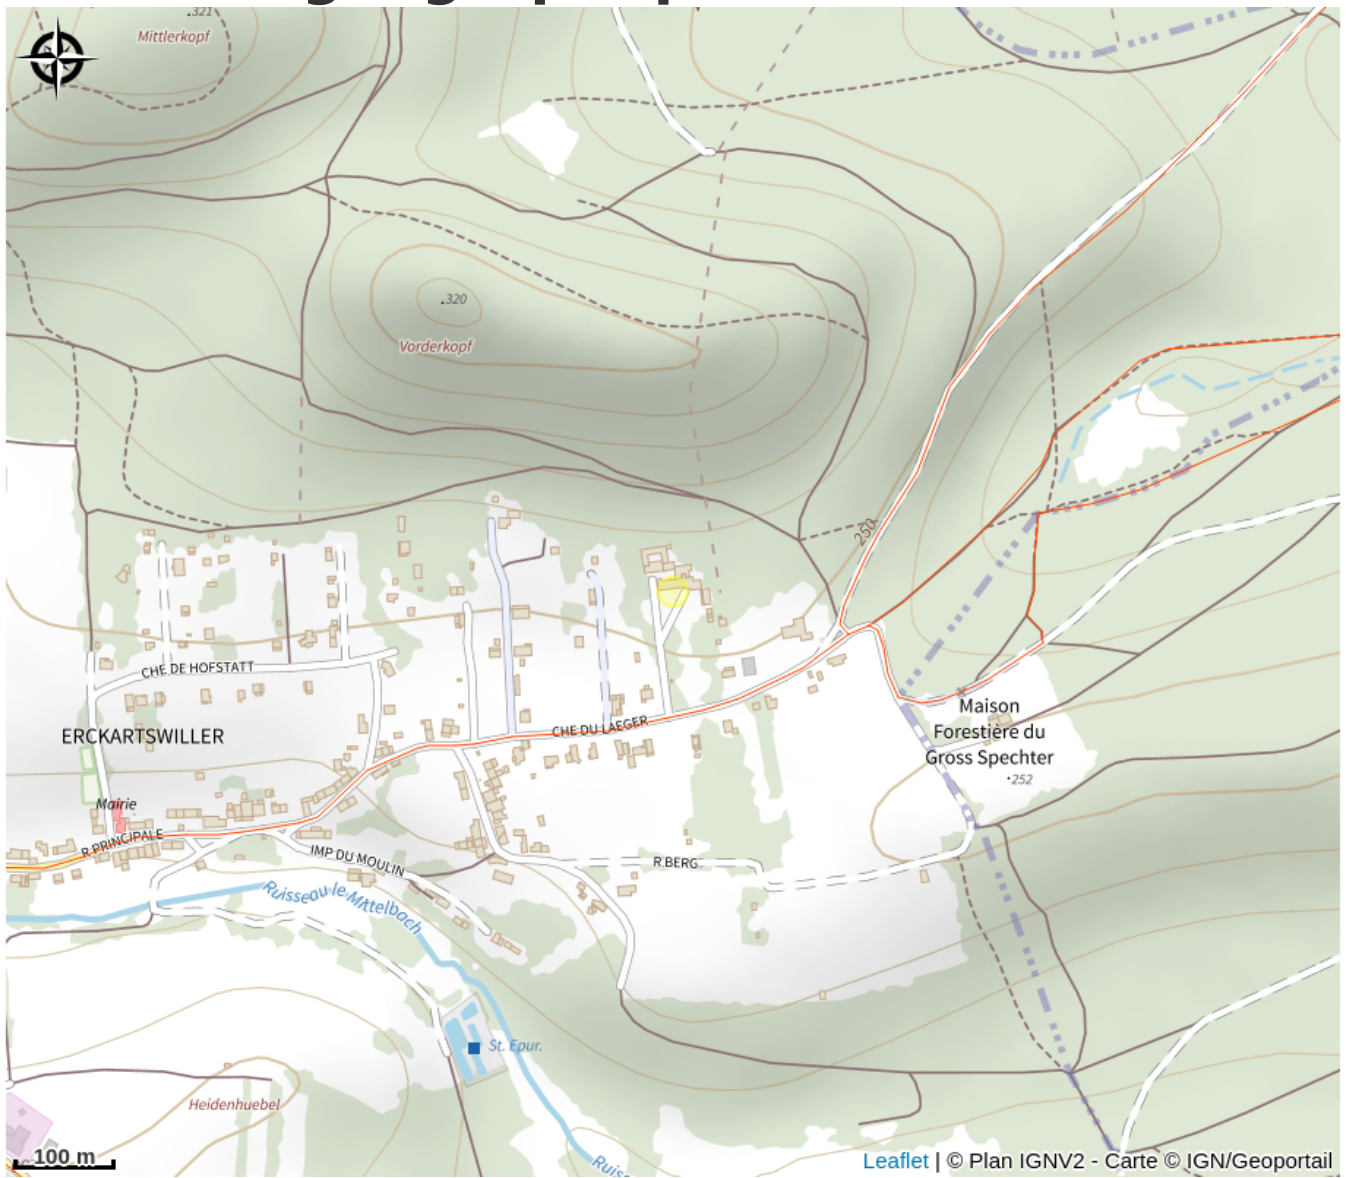 .321
Mittlerkopf
.320
Vorderkopf
250
CHE DE HOFSTATT
ERCKARTSWILLER
CHE DU LAEGER
Maison
Forestière du
Gross Spechter
.252
Mairie
R PRINCIPALE
IMP DU MOULIN
R BERG
Ruisseau le Mittelbach
St. Epur.
Heidenhuebel
100 m
Leaflet | © Plan IGNV2 - Carte © IGN/Geoportail